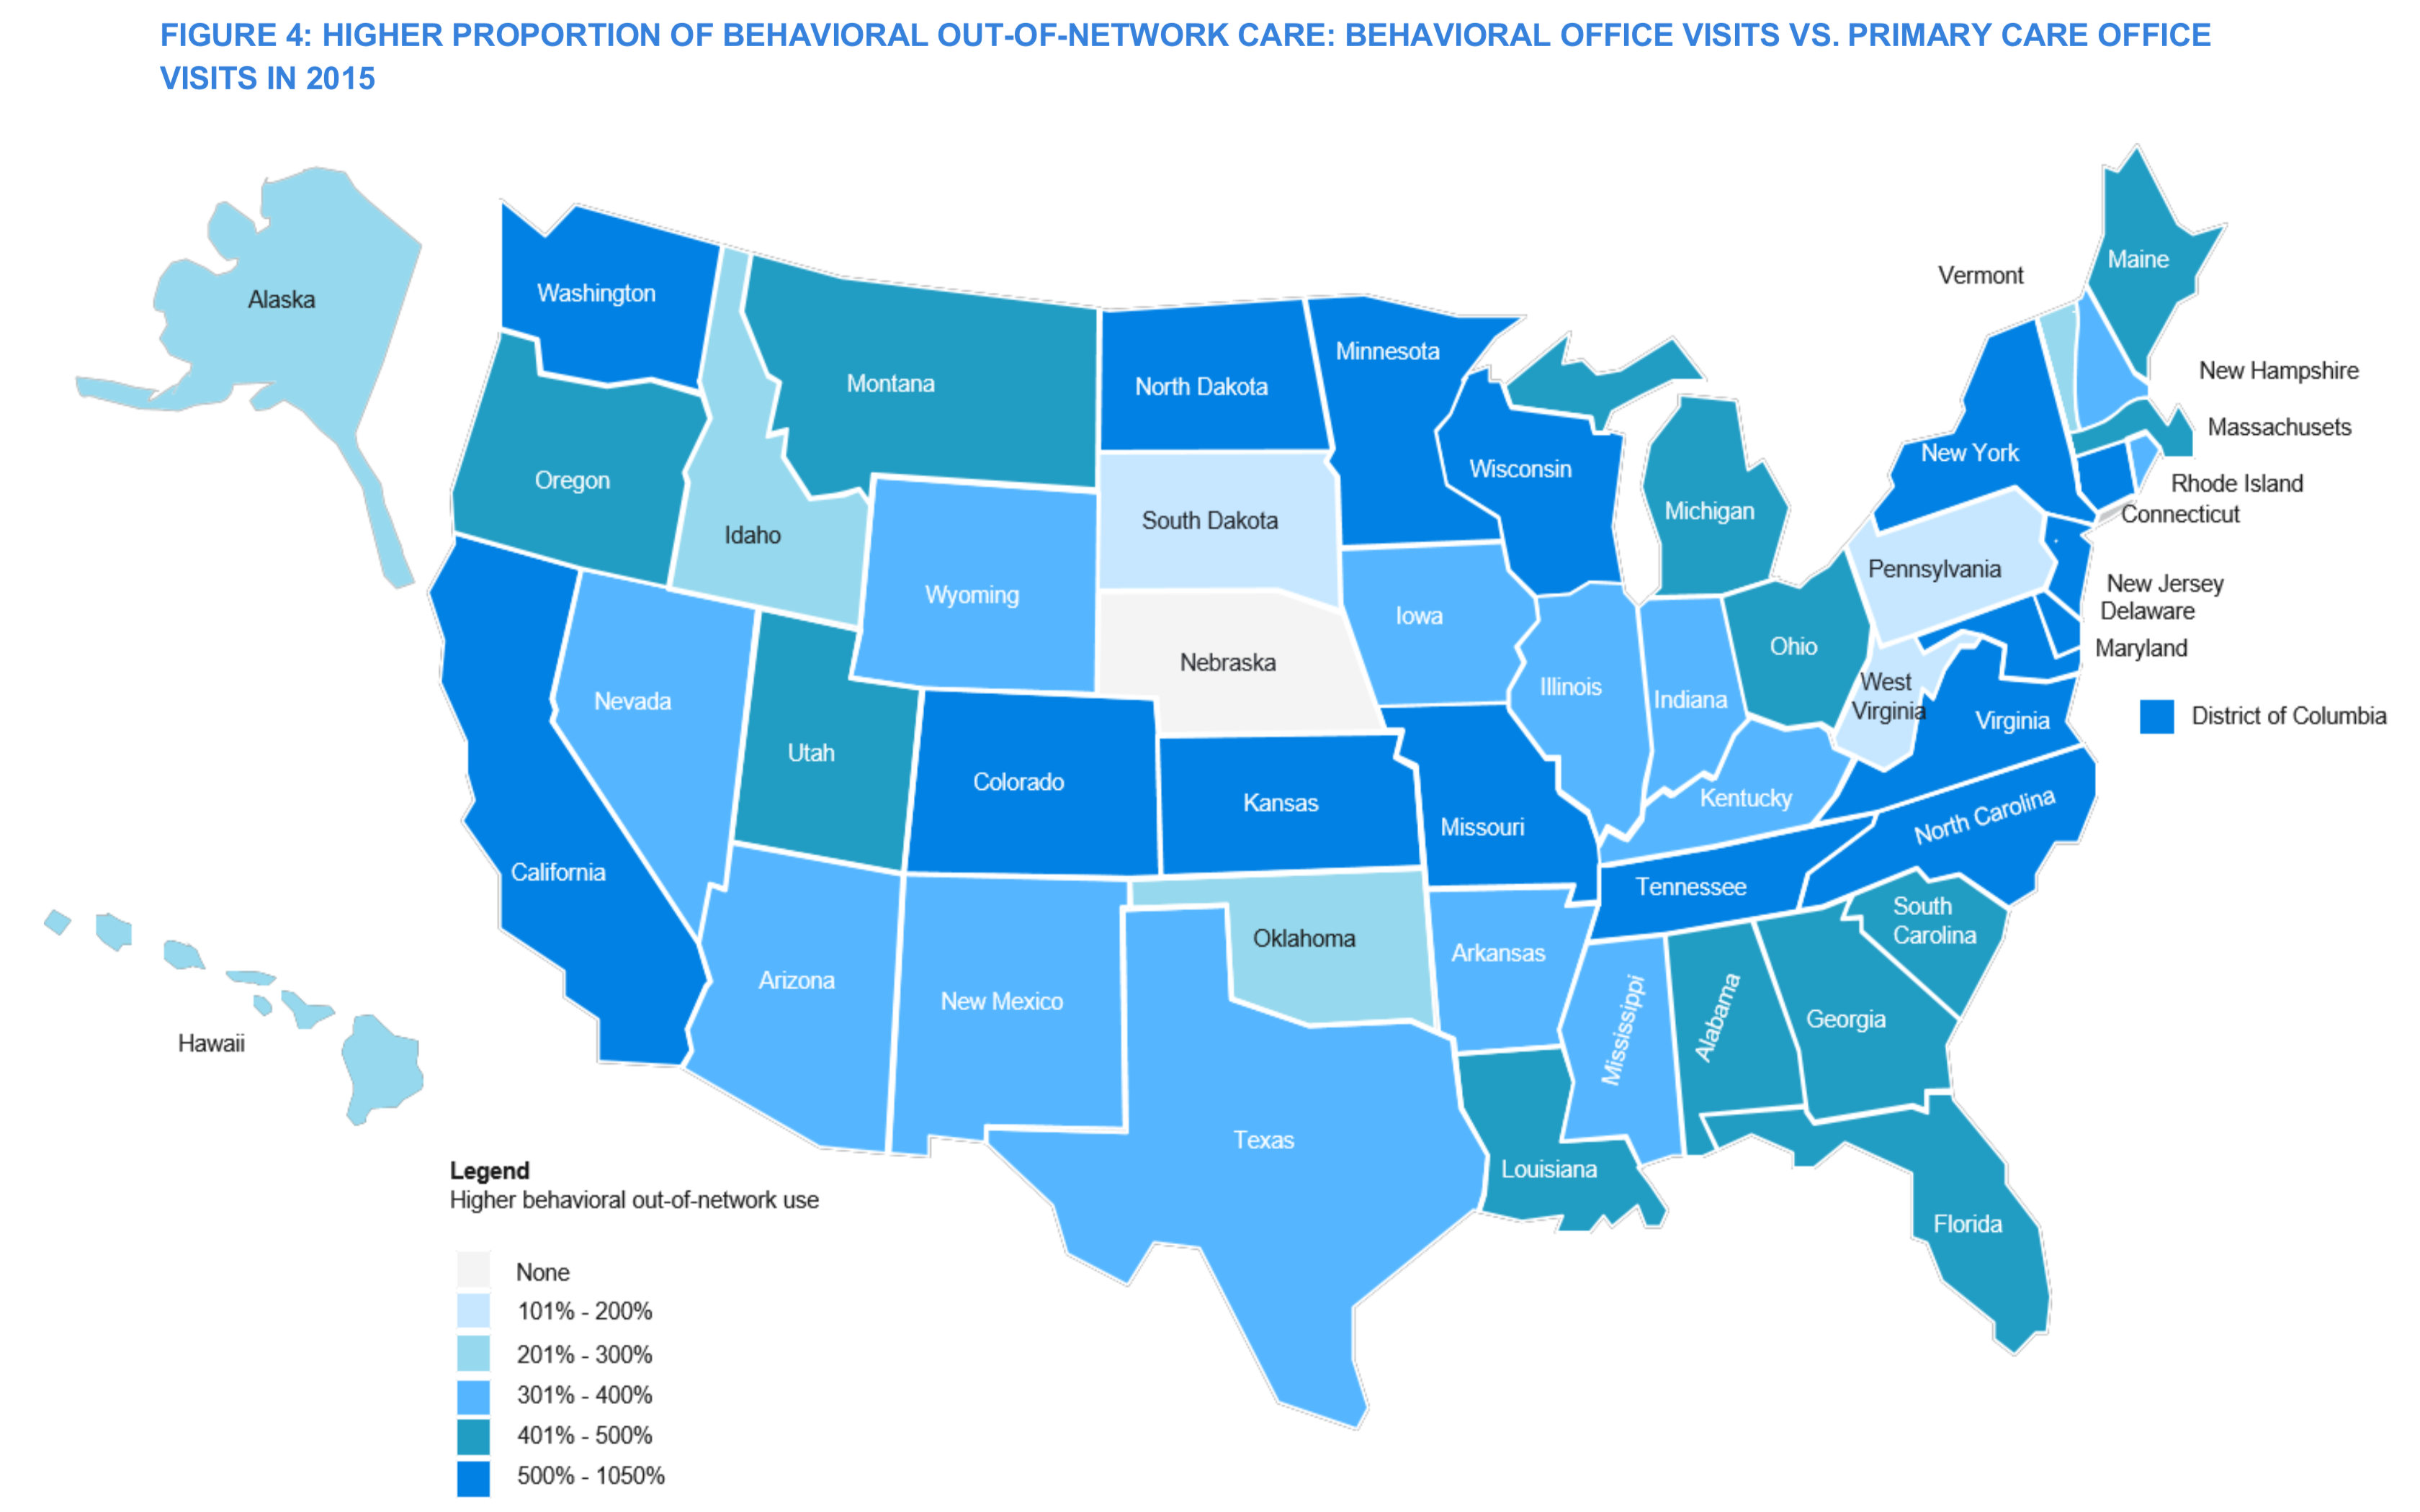 FIGURE 4: HIGHER PROPORTION OF BEHAVIORAL OUT-OF-NETWORK CARE: BEHAVIORAL OFFICE VISITS VS. PRIMARY CARE OFFICE
VISITS IN 2015
Alaska
Washington
Montana
North Dakota
Minnesota
Vermont
Maine
New Hampshire
Massachusets
Rhode Island
Connecticut
New York
Wisconsin
Michigan
Oregon
Idaho
South Dakota
Wyoming
Pennsylvania
New Jersey
Delaware
Maryland
Iowa
Nebraska
Ohio
West
Virginia
Virginia
District of Columbia
Illinois
Indiana
Nevada
Utah
Colorado
Kansas
Missouri
Kentucky
North Carolina
California
Tennessee
South
Carolina
Oklahoma
Arkansas
Arizona
New Mexico
Mississippi
Alabama
Georgia
Hawaii
Texas
Louisiana
Florida
Legend
Higher behavioral out-of-network use
None
101% - 200%
201% - 300%
301% - 400%
401% - 500%
500% - 1050%